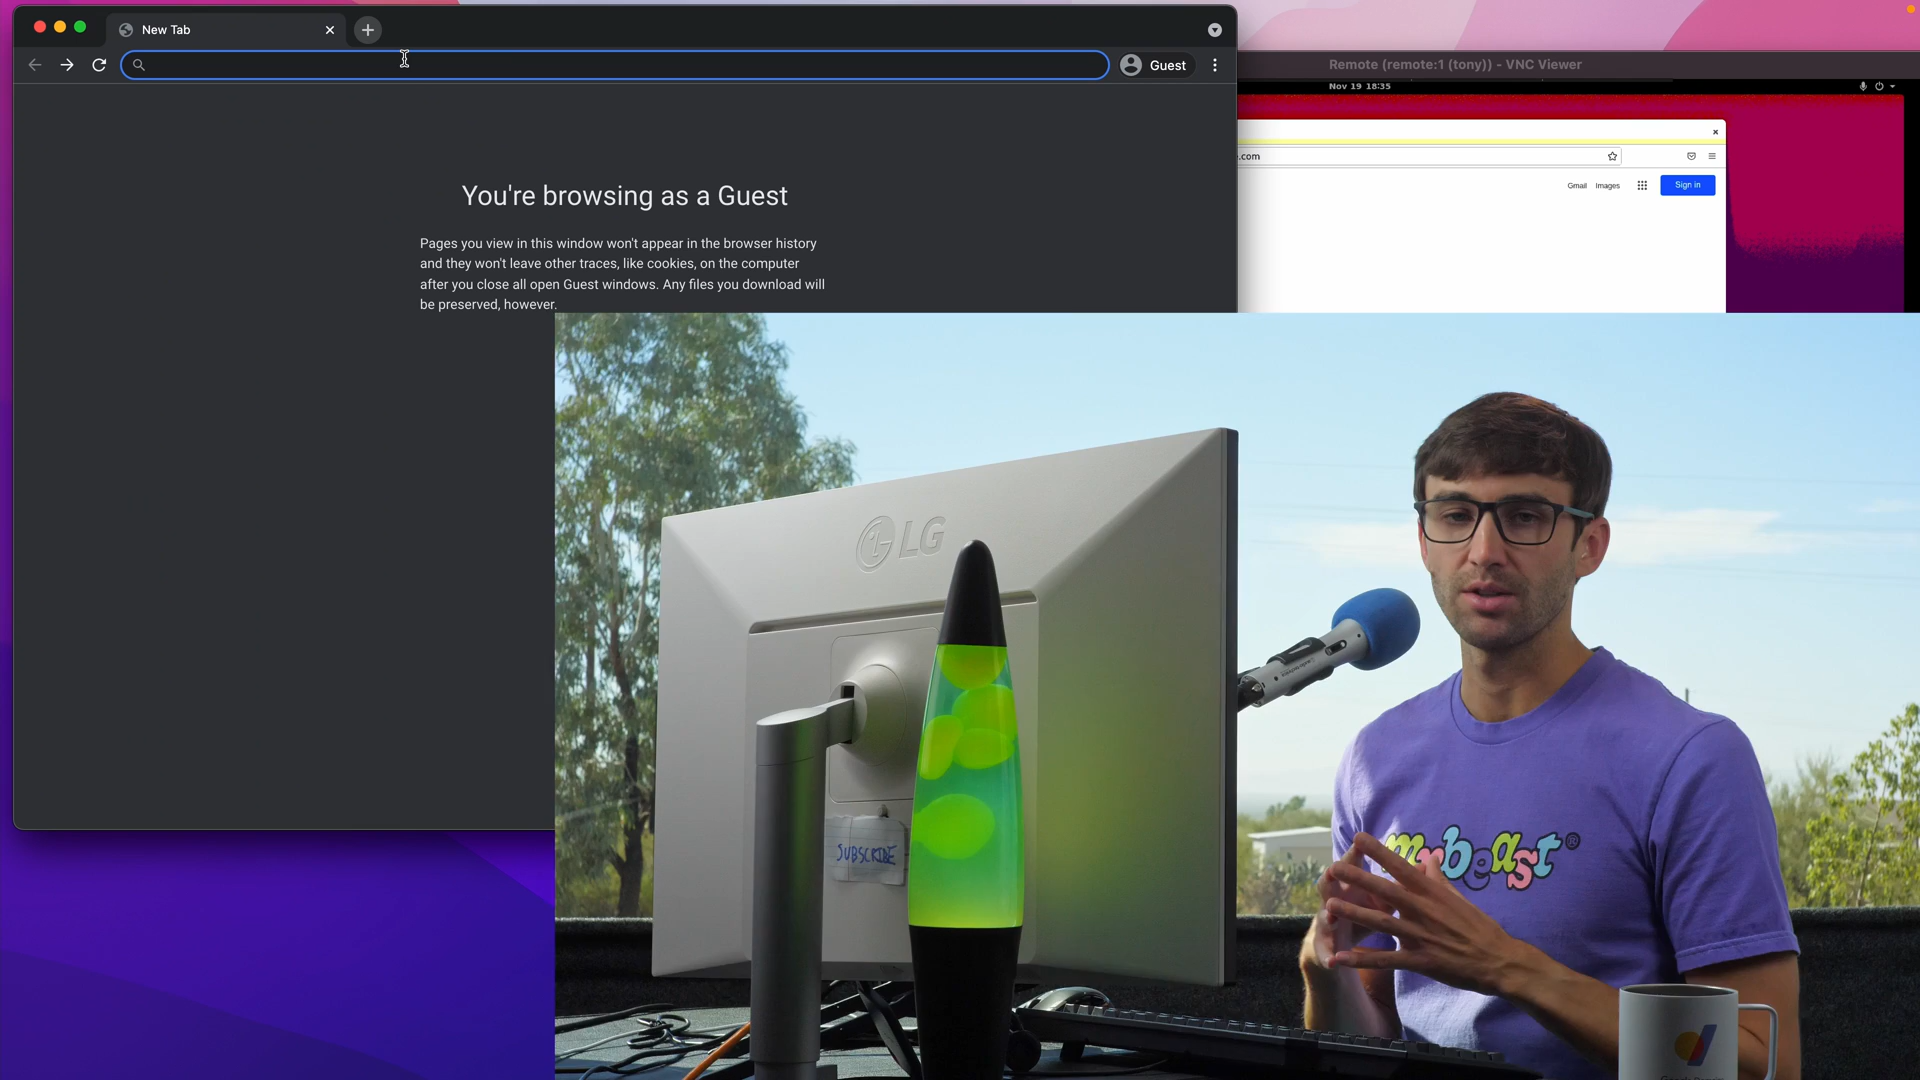 New Tab
Guest
You're browsing as a Guest
Pages you view in this window won't appear in the browser history
and they won't leave other traces, like cookies, on the computer
after you close all open Guest windows. Any files you download will
be preserved, however.
Remote (remote:1 (tony)) - VNC Viewer
Nov 19 18:35
.com
Gmail Images Sign in
LG
SUBSCRIBE
mrbeast®